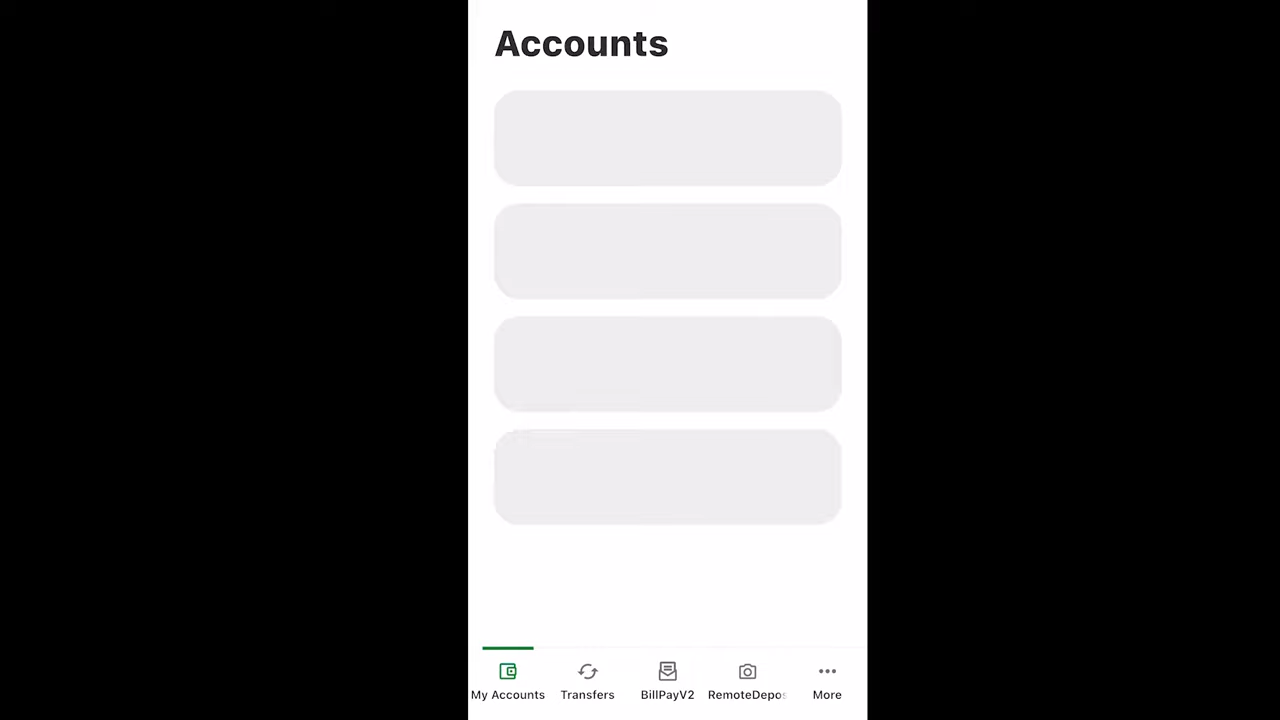 Accounts
My Accounts
Transfers
BillPayV2
RemoteDepos
More